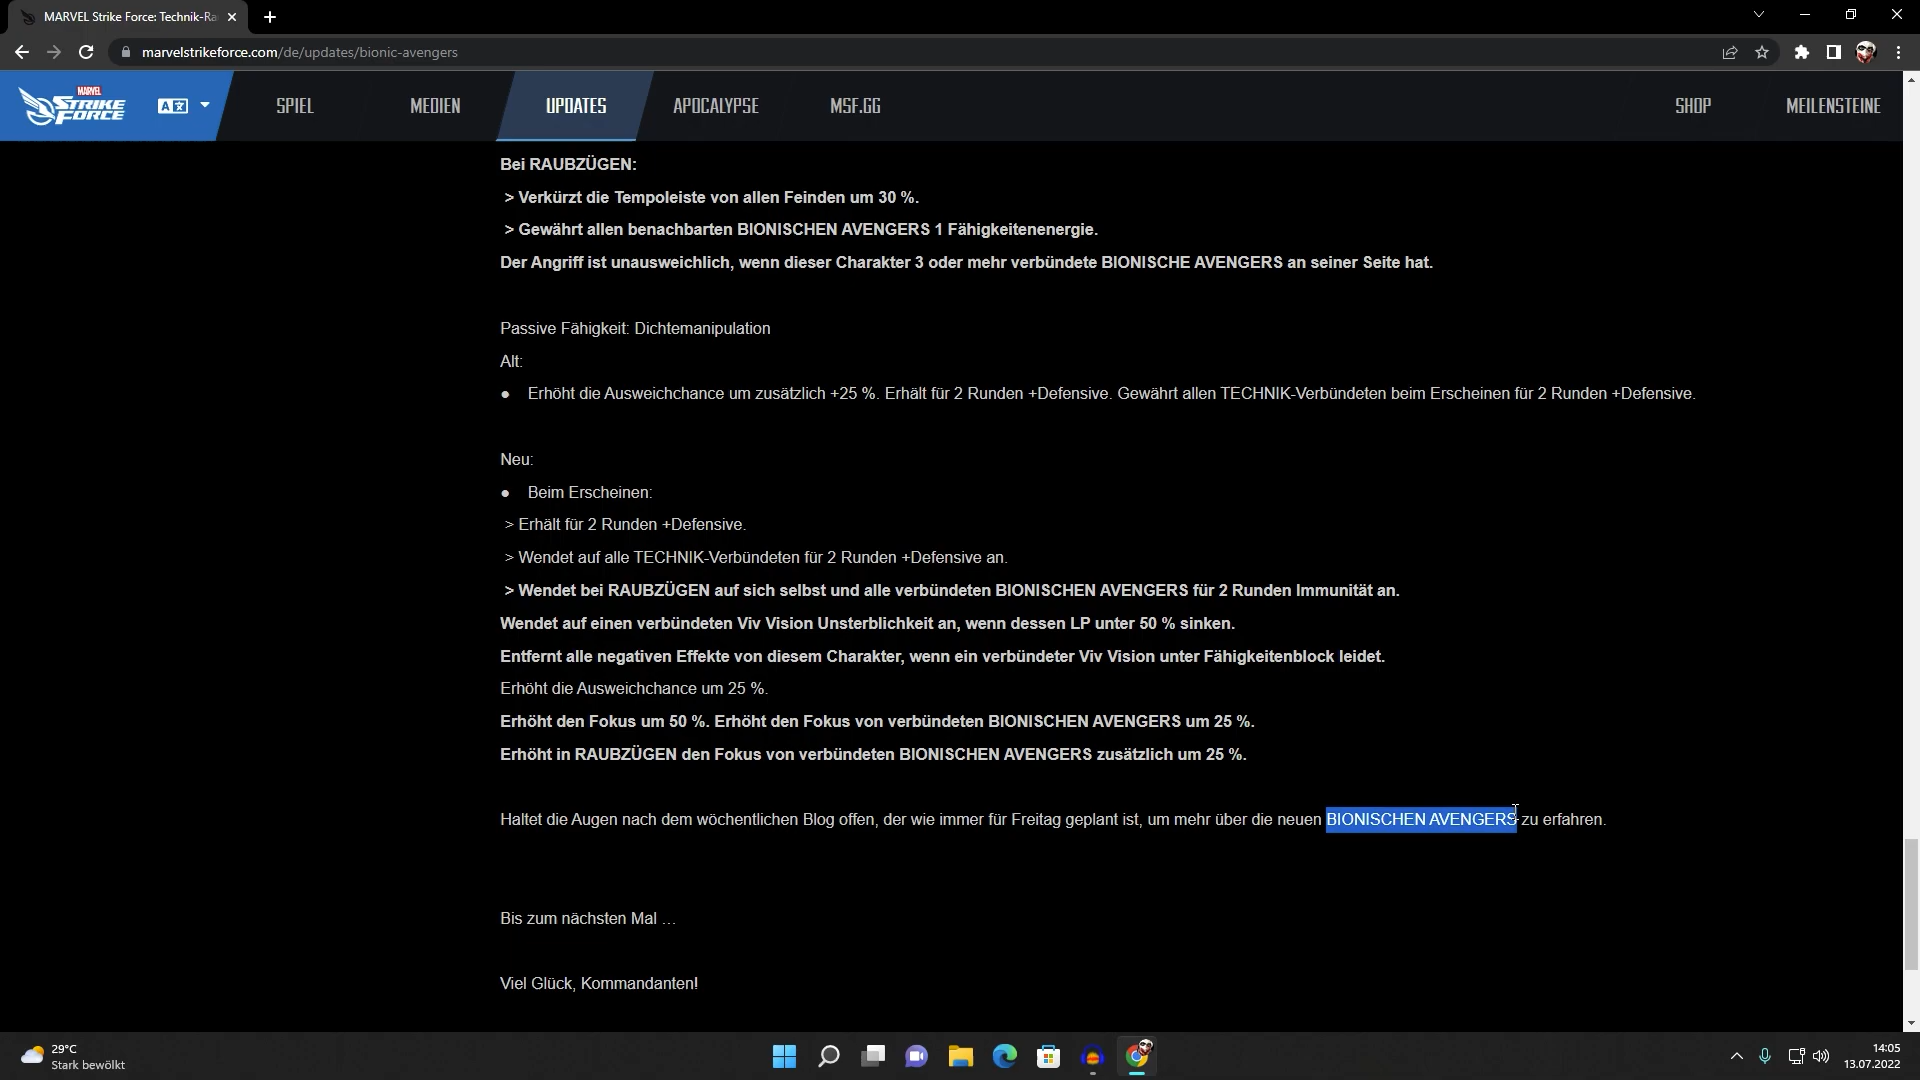 MARVEL Strike Force: Technik-Ra
marvelstrikeforce.com/de/updates/bionic-avengers
MARVEL
STRIKE
FORCE
SPIEL
MEDIEN
UPDATES
APOCALYPSE
MSF.GG
SHOP
MEILENSTEINE
Bei RAUBZÜGEN:
> Verkürzt die Tempoleiste von allen Feinden um 30 %.
> Gewährt allen benachbarten BIONISCHEN AVENGERS 1 Fähigkeitenenergie.
Der Angriff ist unausweichlich, wenn dieser Charakter 3 oder mehr verbündete BIONISCHE AVENGERS an seiner Seite hat.
Passive Fähigkeit: Dichtemanipulation
Alt:
● Erhöht die Ausweichchance um zusätzlich +25 %. Erhält für 2 Runden +Defensive. Gewährt allen TECHNIK-Verbündeten beim Erscheinen für 2 Runden +Defensive.
Neu:
● Beim Erscheinen:
> Erhält für 2 Runden +Defensive.
> Wendet auf alle TECHNIK-Verbündeten für 2 Runden +Defensive an.
> Wendet bei RAUBZÜGEN auf sich selbst und alle verbündeten BIONISCHEN AVENGERS für 2 Runden Immunität an.
Wendet auf einen verbündeten Viv Vision Unsterblichkeit an, wenn dessen LP unter 50 % sinken.
Entfernt alle negativen Effekte von diesem Charakter, wenn ein verbündeter Viv Vision unter Fähigkeitenblock leidet.
Erhöht die Ausweichchance um 25 %.
Erhöht den Fokus um 50 %. Erhöht den Fokus von verbündeten BIONISCHEN AVENGERS um 25 %.
Erhöht in RAUBZÜGEN den Fokus von verbündeten BIONISCHEN AVENGERS zusätzlich um 25 %.
Haltet die Augen nach dem wöchentlichen Blog offen, der wie immer für Freitag geplant ist, um mehr über die neuen BIONISCHEN AVENGERS zu erfahren.
Bis zum nächsten Mal …
Viel Glück, Kommandanten!
29°C
Stark bewölkt
14:05
13.07.2022